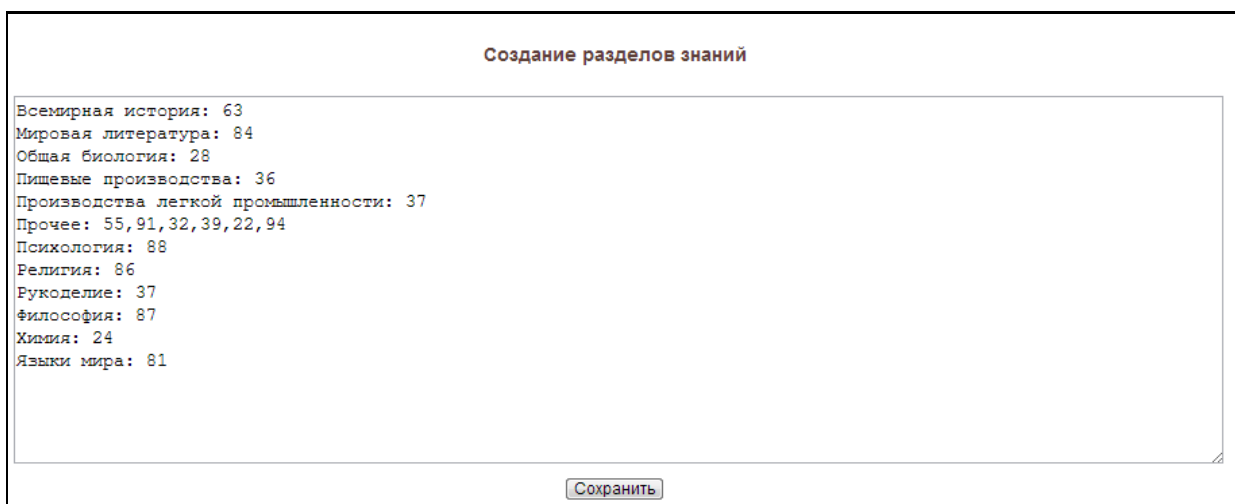 Создание разделов знаний
Всемирная история: 63
Мировая литература: 84
Общая биология: 28
Пищевые производства: 36
Производства легкой промышленности: 37
Прочее: 55,91,32,39,22,94
Психология: 88
Религия: 86
Рукоделие: 37
Философия: 87
Химия: 24
Языки мира: 81
Сохранить